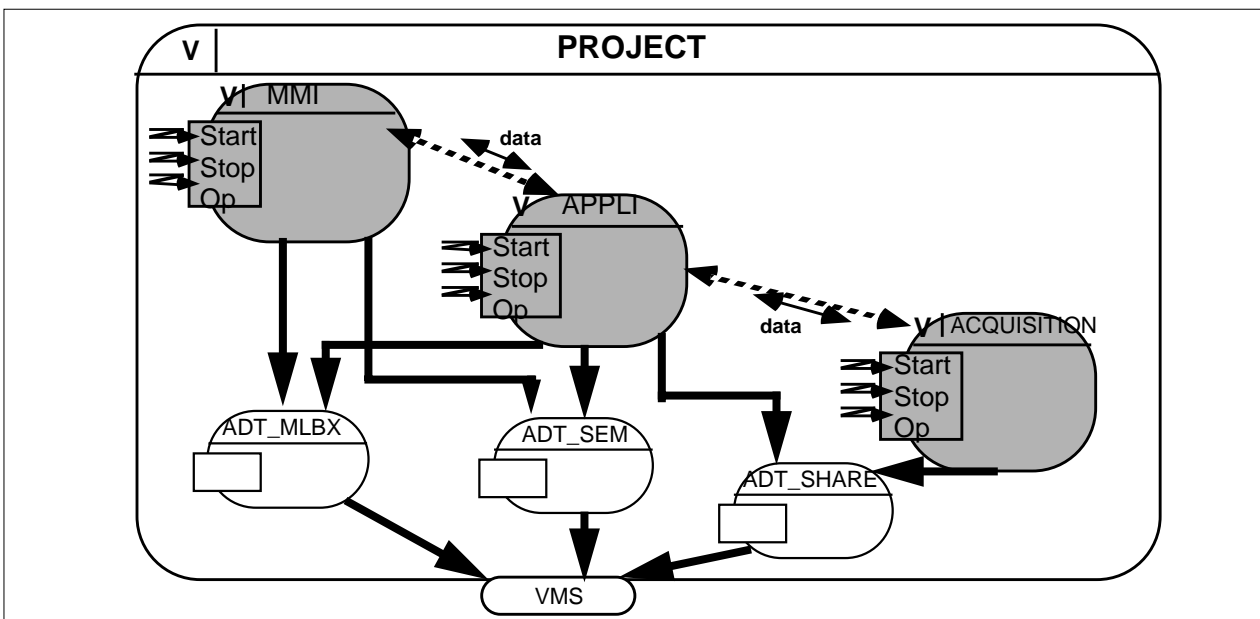 V PROJECT
V MMI
Start
Stop
Op
data
V APPLI
Start
Stop
Op
data
V ACQUISITION
Start
Stop
Op
ADT_MLBX
ADT_SEM
ADT_SHARE
VMS